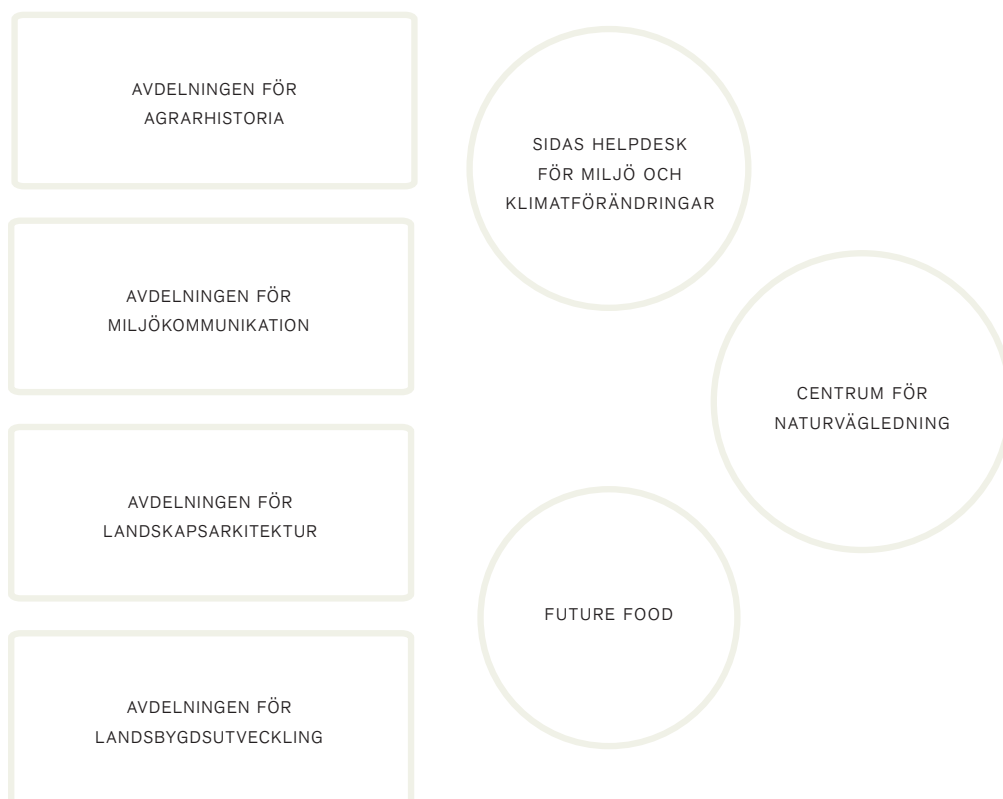 AVDELNINGEN FÖR
AGRARHISTORIA
AVDELNINGEN FÖR
MILJÖKOMMUNIKATION
AVDELNINGEN FÖR
LANDSKAPSARKITEKTUR
AVDELNINGEN FÖR
LANDSBYGDSUTVECKLING
SIDAS HELPDESK
FÖR MILJÖ OCH
KLIMATFÖRÄNDRINGAR
CENTRUM FÖR
NATURVÄGLEDNING
FUTURE FOOD